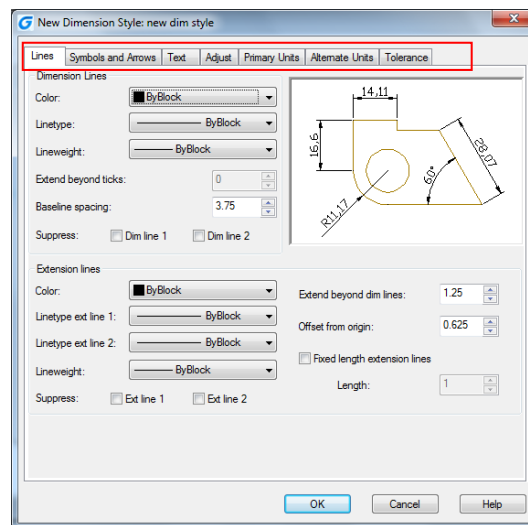 New Dimension Style: new dim style
Lines Symbols and Arrows Text Adjust Primary Units Alternate Units Tolerance
Dimension Lines
Color: ByBlock
Linetype: ByBlock
Lineweight: ByBlock
Extend beyond ticks: 0
Baseline spacing: 3.75
Suppress: Dim line 1 Dim line 2
14,11
16,6
28,07
60°
R11,17
Extension lines
Color: ByBlock
Linetype ext line 1: ByBlock
Linetype ext line 2: ByBlock
Lineweight: ByBlock
Suppress: Ext line 1 Ext line 2
Extend beyond dim lines: 1.25
Offset from origin: 0.625
Fixed length extension lines
Length: 1
OK Cancel Help